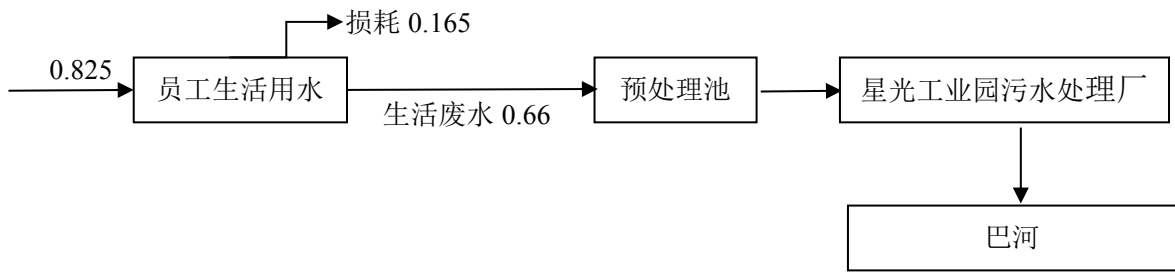 损耗 0.165
0.825
员工生活用水
生活废水 0.66
预处理池
星光工业园污水处理厂
巴河